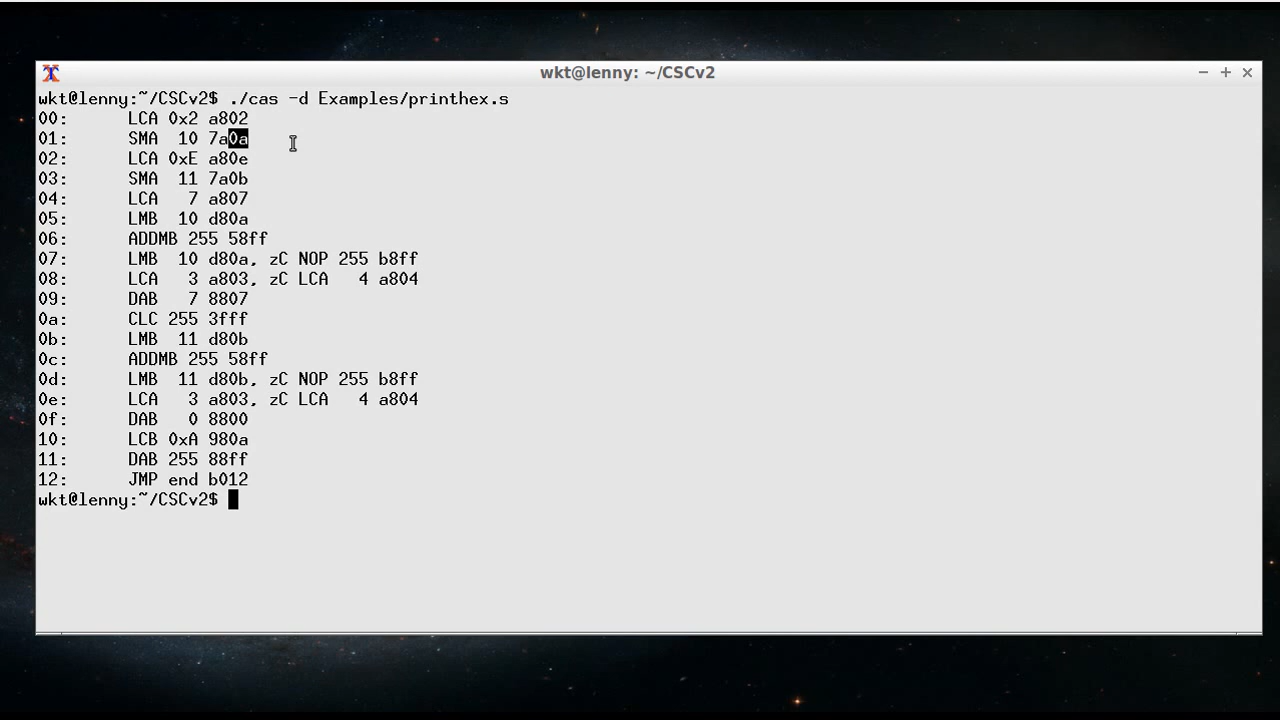 wkt@lenny: ~/CSCv2
wkt@lenny:~/CSCv2$ ./cas -d Examples/printhex.s
00:      LCA 0x2 a802
01:      SMA  10 7a0a
02:      LCA 0xE a80e
03:      SMA  11 7a0b
04:      LCA   7 a807
05:      LMB  10 d80a
06:      ADDMB 255 58ff
07:      LMB  10 d80a, zC NOP 255 b8ff
08:      LCA   3 a803, zC LCA   4 a804
09:      DAB   7 8807
0a:      CLC 255 3fff
0b:      LMB  11 d80b
0c:      ADDMB 255 58ff
0d:      LMB  11 d80b, zC NOP 255 b8ff
0e:      LCA   3 a803, zC LCA   4 a804
0f:      DAB   0 8800
10:      LCB 0xA 980a
11:      DAB 255 88ff
12:      JMP end b012
wkt@lenny:~/CSCv2$